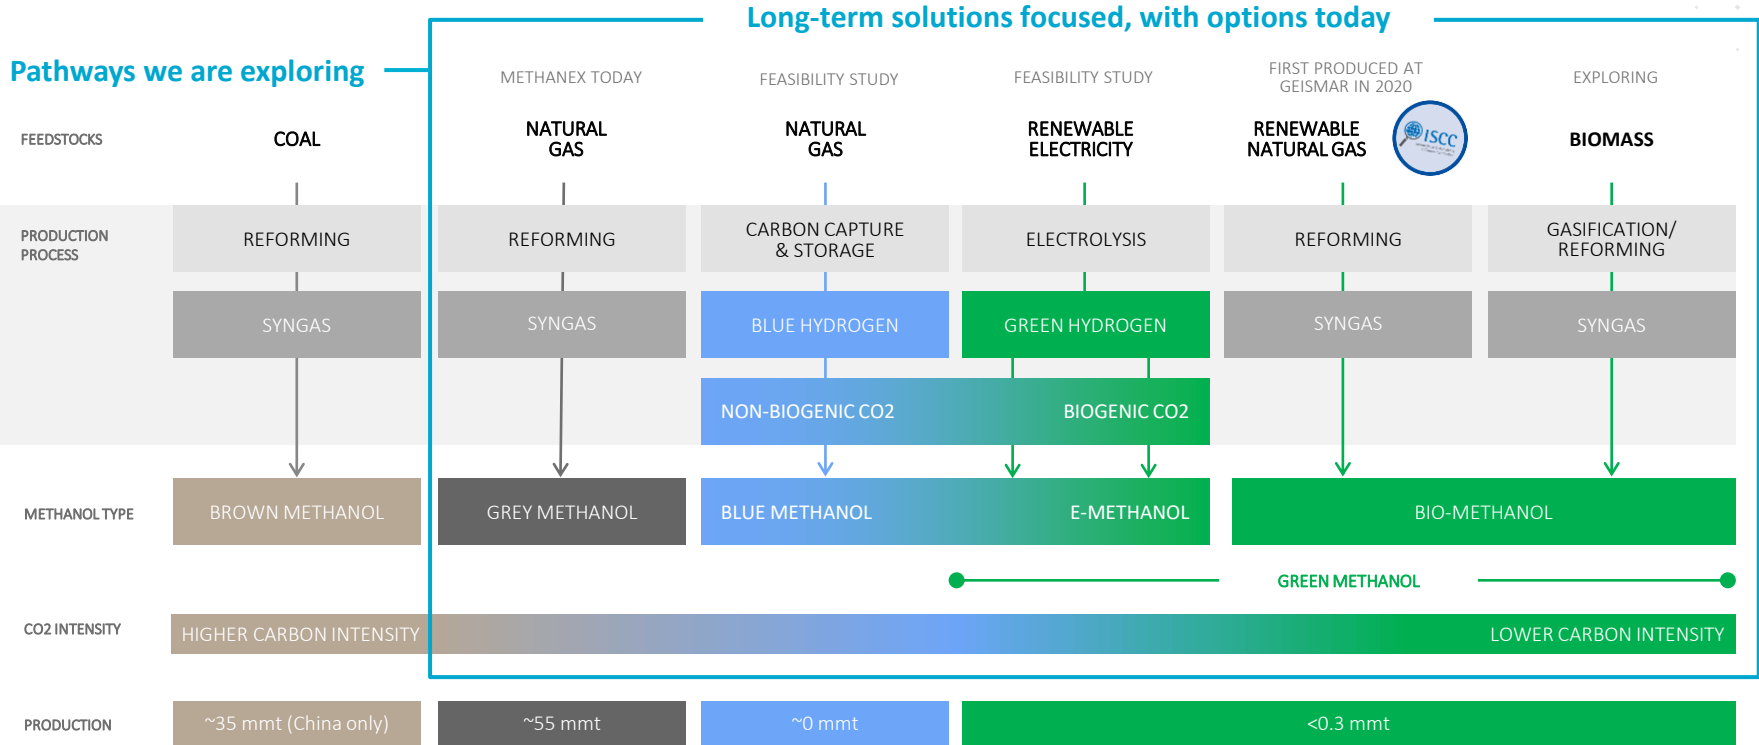 Long-term solutions focused, with options today
Pathways we are exploring
METHANEX TODAY
FEASIBILITY STUDY
FEASIBILITY STUDY
FIRST PRODUCED AT
GEISMAR IN 2020
EXPLORING
FEEDSTOCKS
COAL
NATURAL
GAS
NATURAL
GAS
RENEWABLE
ELECTRICITY
RENEWABLE
NATURAL GAS
ISCC
BIOMASS
PRODUCTION
PROCESS
REFORMING
REFORMING
CARBON CAPTURE
& STORAGE
ELECTROLYSIS
REFORMING
GASIFICATION/
REFORMING
SYNGAS
SYNGAS
BLUE HYDROGEN
GREEN HYDROGEN
SYNGAS
SYNGAS
NON-BIOGENIC CO2
BIOGENIC CO2
METHANOL TYPE
BROWN METHANOL
GREY METHANOL
BLUE METHANOL
E-METHANOL
BIO-METHANOL
GREEN METHANOL
CO2 INTENSITY
HIGHER CARBON INTENSITY
LOWER CARBON INTENSITY
PRODUCTION
~35 mmt (China only)
~55 mmt
~0 mmt
<0.3 mmt